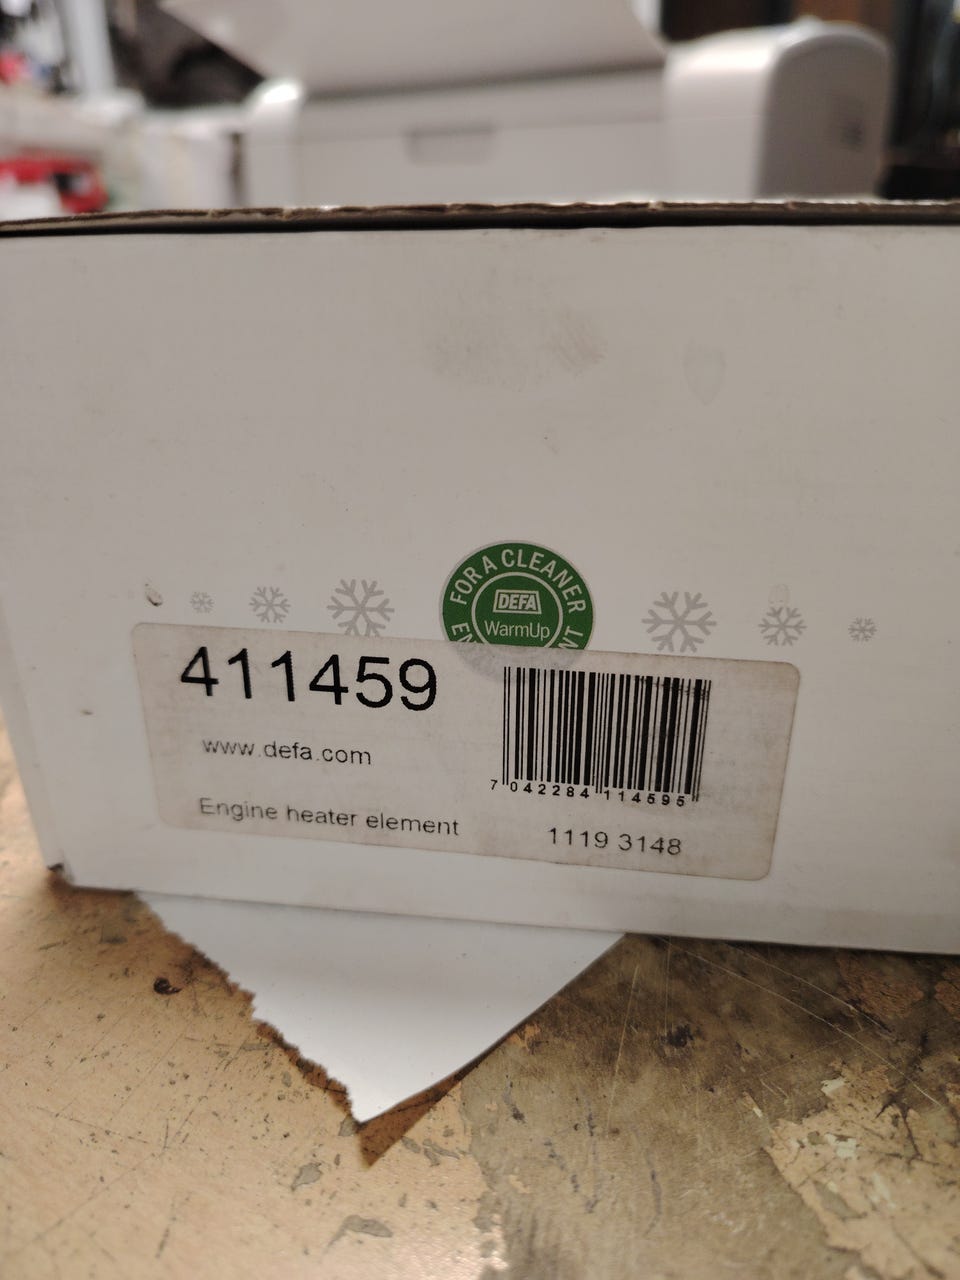 FOR A CLEANER
DEFA
WarmUp
411459
www.defa.com
7 042284 114595
Engine heater element
1119 3148